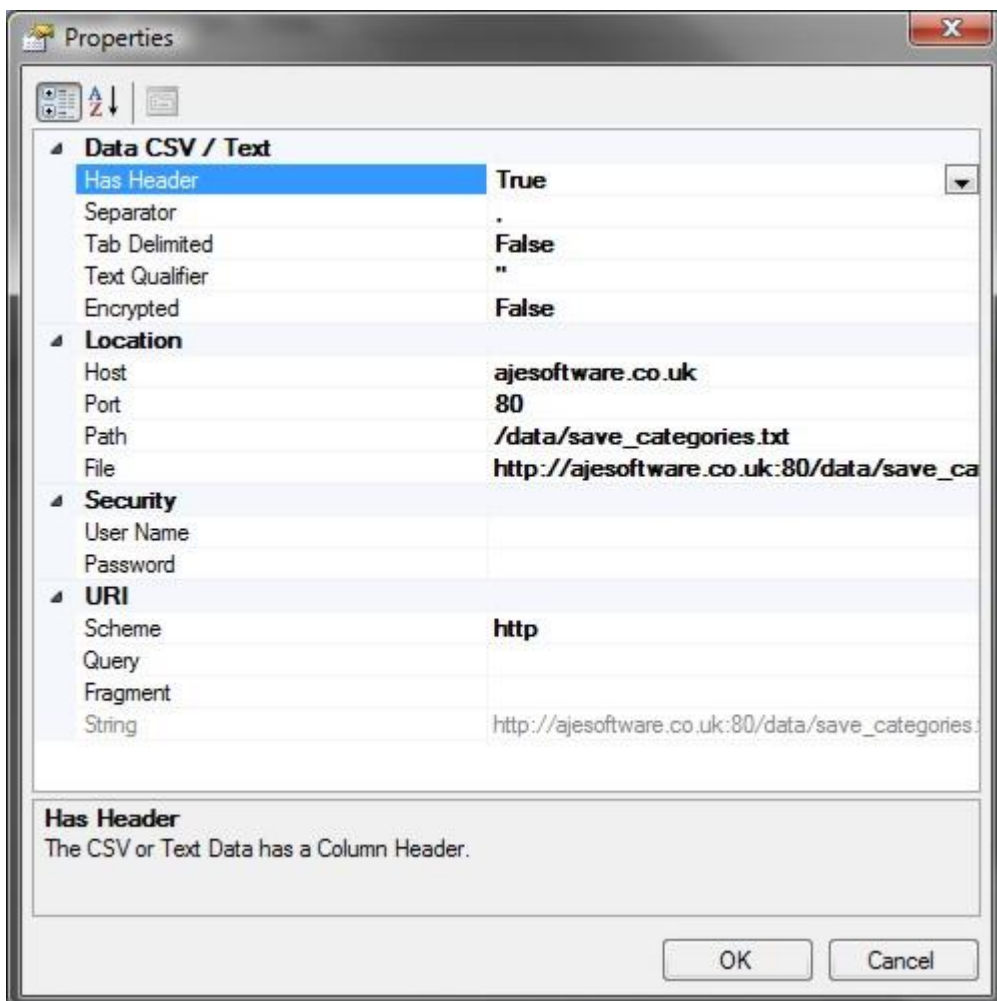 Properties
Data CSV / Text
Has Header True
Separator .
Tab Delimited False
Text Qualifier "
Encrypted False
Location
Host ajesoftware.co.uk
Port 80
Path /data/save_categories.txt
File http://ajesoftware.co.uk:80/data/save_ca
Security
User Name
Password
URI
Scheme http
Query
Fragment
String http://ajesoftware.co.uk:80/data/save_categories.
Has Header
The CSV or Text Data has a Column Header.
OK Cancel